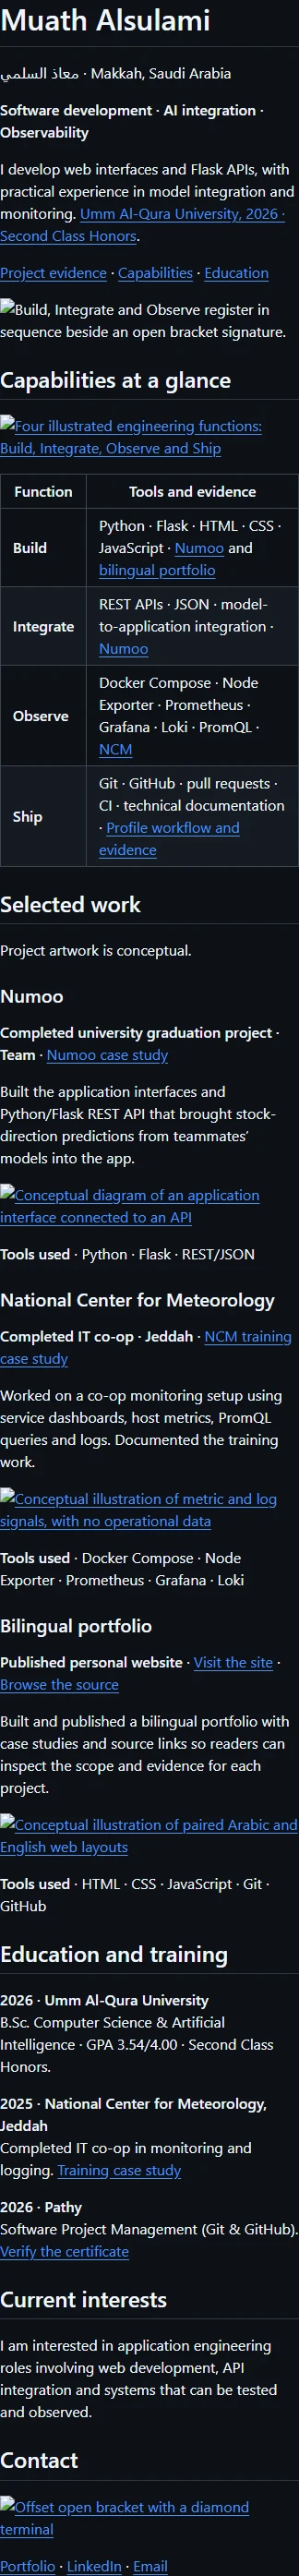 Muath Alsulami
معاذ السلمي · Makkah, Saudi Arabia
Software development · AI integration ·
Observability
I develop web interfaces and Flask APIs, with
practical experience in model integration and
monitoring. Umm Al-Qura University, 2026 ·
Second Class Honors.
Project evidence · Capabilities · Education
Build, Integrate and Observe register in
sequence beside an open bracket signature.
Capabilities at a glance
Four illustrated engineering functions:
Build, Integrate, Observe and Ship
Function Tools and evidence
Build
Python · Flask · HTML · CSS ·
JavaScript · Numoo and
bilingual portfolio
Integrate
REST APIs · JSON · model-
to-application integration ·
Numoo
Observe
Docker Compose · Node
Exporter · Prometheus ·
Grafana · Loki · PromQL ·
NCM
Ship
Git · GitHub · pull requests ·
CI · technical documentation
· Profile workflow and
evidence
Selected work
Project artwork is conceptual.
Numoo
Completed university graduation project ·
Team · Numoo case study
Built the application interfaces and
Python/Flask REST API that brought stock-
direction predictions from teammates’
models into the app.
Conceptual diagram of an application
interface connected to an API
Tools used · Python · Flask · REST/JSON
National Center for Meteorology
Completed IT co-op · Jeddah · NCM training
case study
Worked on a co-op monitoring setup using
service dashboards, host metrics, PromQL
queries and logs. Documented the training
work.
Conceptual illustration of metric and log
signals, with no operational data
Tools used · Docker Compose · Node
Exporter · Prometheus · Grafana · Loki
Bilingual portfolio
Published personal website · Visit the site ·
Browse the source
Built and published a bilingual portfolio with
case studies and source links so readers can
inspect the scope and evidence for each
project.
Conceptual illustration of paired Arabic and
English web layouts
Tools used · HTML · CSS · JavaScript · Git ·
GitHub
Education and training
2026 · Umm Al-Qura University
B.Sc. Computer Science & Artificial
Intelligence · GPA 3.54/4.00 · Second Class
Honors.
2025 · National Center for Meteorology,
Jeddah
Completed IT co-op in monitoring and
logging. Training case study
2026 · Pathy
Software Project Management (Git & GitHub).
Verify the certificate
Current interests
I am interested in application engineering
roles involving web development, API
integration and systems that can be tested
and observed.
Contact
Offset open bracket with a diamond
terminal
Portfolio · LinkedIn · Email